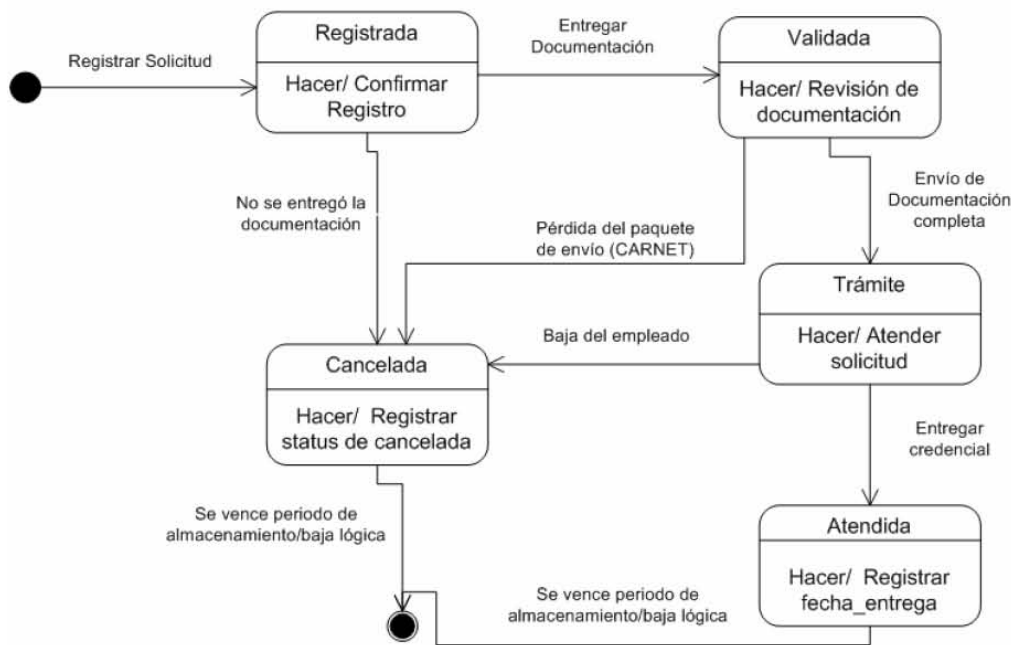 Registrar Solicitud
Registrada
Hacer/ Confirmar
Registro
Entregar
Documentación
Validada
Hacer/ Revisión de
documentación
No se entregó la
documentación
Pérdida del paquete
de envío (CARNET)
Envío de
Documentación
completa
Trámite
Hacer/ Atender
solicitud
Baja del empleado
Cancelada
Hacer/ Registrar
status de cancelada
Entregar
credencial
Se vence periodo de
almacenamiento/baja lógica
Atendida
Hacer/ Registrar
fecha_entrega
Se vence periodo de
almacenamiento/baja lógica